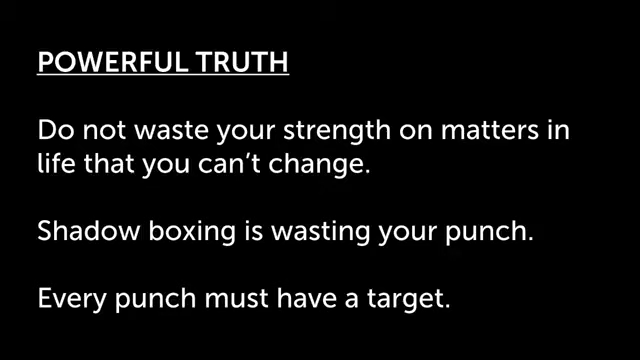 POWERFUL TRUTH
Do not waste your strength on matters in
life that you can’t change.
Shadow boxing is wasting your punch.
Every punch must have a target.